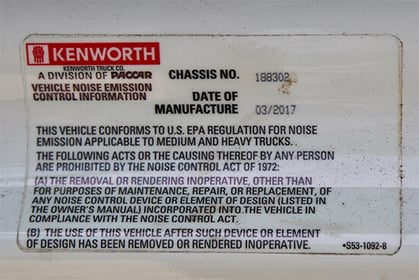 KENWORTH
KENWORTH TRUCK CO.
A DIVISION OF PACCAR
CHASSIS NO. 188302
VEHICLE NOISE EMISSION
CONTROL INFORMATION
DATE OF
MANUFACTURE 03/2017
THIS VEHICLE CONFORMS TO U.S. EPA REGULATION FOR NOISE
EMISSION APPLICABLE TO MEDIUM AND HEAVY TRUCKS.
THE FOLLOWING ACTS OR THE CAUSING THEREOF BY ANY PERSON
ARE PROHIBITED BY THE NOISE CONTROL ACT OF 1972:
(A) THE REMOVAL OR RENDERING INOPERATIVE, OTHER THAN
FOR PURPOSES OF MAINTENANCE, REPAIR, OR REPLACEMENT, OF
ANY NOISE CONTROL DEVICE OR ELEMENT OF DESIGN (LISTED IN
THE OWNER'S MANUAL) INCORPORATED INTO THE VEHICLE IN
COMPLIANCE WITH THE NOISE CONTROL ACT.
(B) THE USE OF THIS VEHICLE AFTER SUCH DEVICE OR ELEMENT
OF DESIGN HAS BEEN REMOVED OR RENDERED INOPERATIVE.
•S53-1092-8